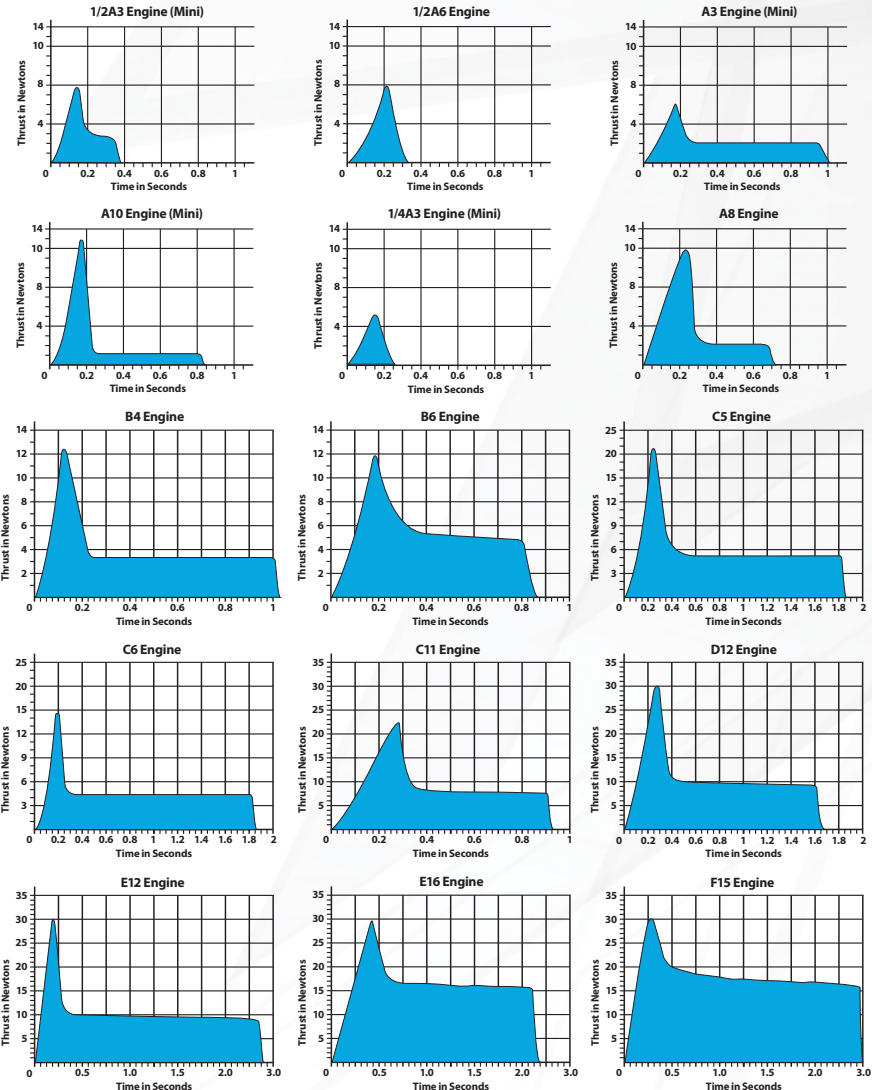 1/2A3 Engine (Mini)
14
10
8
4
Thrust in Newtons
0.2 0.4 0.6 0.8 1
Time in Seconds
1/2A6 Engine
14
10
8
4
Thrust in Newtons
0.2 0.4 0.6 0.8 1
Time in Seconds
A3 Engine (Mini)
14
10
8
4
Thrust in Newtons
0.2 0.4 0.6 0.8 1
Time in Seconds
A10 Engine (Mini)
14
10
8
4
Thrust in Newtons
0.2 0.4 0.6 0.8 1
Time in Seconds
1/4A3 Engine (Mini)
14
10
8
4
Thrust in Newtons
0.2 0.4 0.6 0.8 1
Time in Seconds
A8 Engine
14
10
8
4
Thrust in Newtons
0.2 0.4 0.6 0.8 1
Time in Seconds
B4 Engine
14
12
10
8
6
4
2
Thrust in Newtons
0 0.2 0.4 0.6 0.8 1
Time in Seconds
B6 Engine
14
12
10
8
6
4
2
Thrust in Newtons
0 0.2 0.4 0.6 0.8 1
Time in Seconds
C5 Engine
25
20
15
12
9
6
3
Thrust in Newtons
0 0.2 0.4 0.6 0.8 1 1.2 1.4 1.6 1.8 2
Time in Seconds
C6 Engine
25
20
15
12
9
6
3
Thrust in Newtons
0 0.2 0.4 0.6 0.8 1 1.2 1.4 1.6 1.8 2
Time in Seconds
C11 Engine
35
30
25
20
15
10
5
Thrust in Newtons
0 0.2 0.4 0.6 0.8 1
Time in Seconds
D12 Engine
35
30
25
20
15
10
5
Thrust in Newtons
0 0.2 0.4 0.6 0.8 1 1.2 1.4 1.6 1.8 2
Time in Seconds
E12 Engine
35
30
25
20
15
10
5
Thrust in Newtons
0 0.5 1.0 1.5 2.0 3.0
Time in Seconds
E16 Engine
35
30
25
20
15
10
5
Thrust in Newtons
0 0.5 1.0 1.5 2.0 3.0
Time in Seconds
F15 Engine
35
30
25
20
15
10
5
Thrust in Newtons
0 0.5 1.0 1.5 2.0 3.0
Time in Seconds